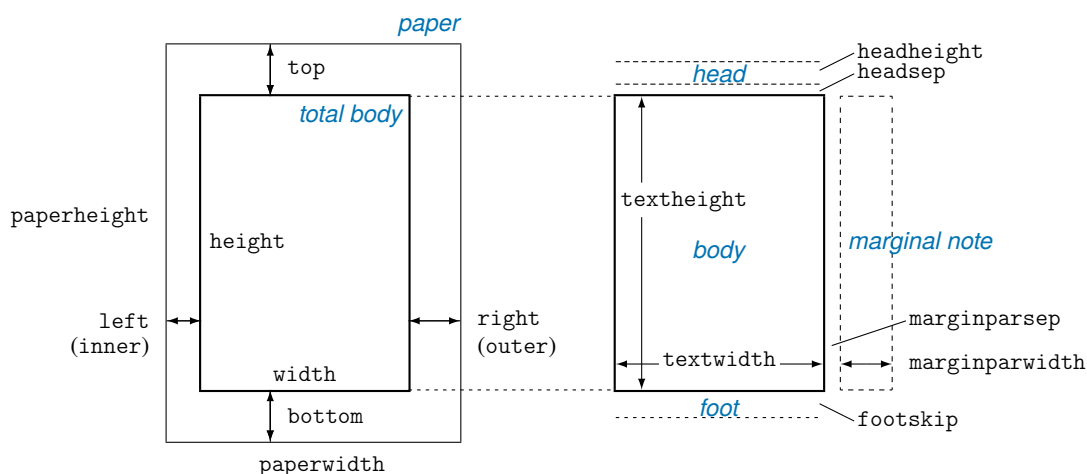 paper
top
total body
paperheight
height
left
(inner)
right
(outer)
width
bottom
paperwidth
headheight
head
headsep
textheight
body
marginal note
marginparsep
textwidth
marginparwidth
foot
footskip